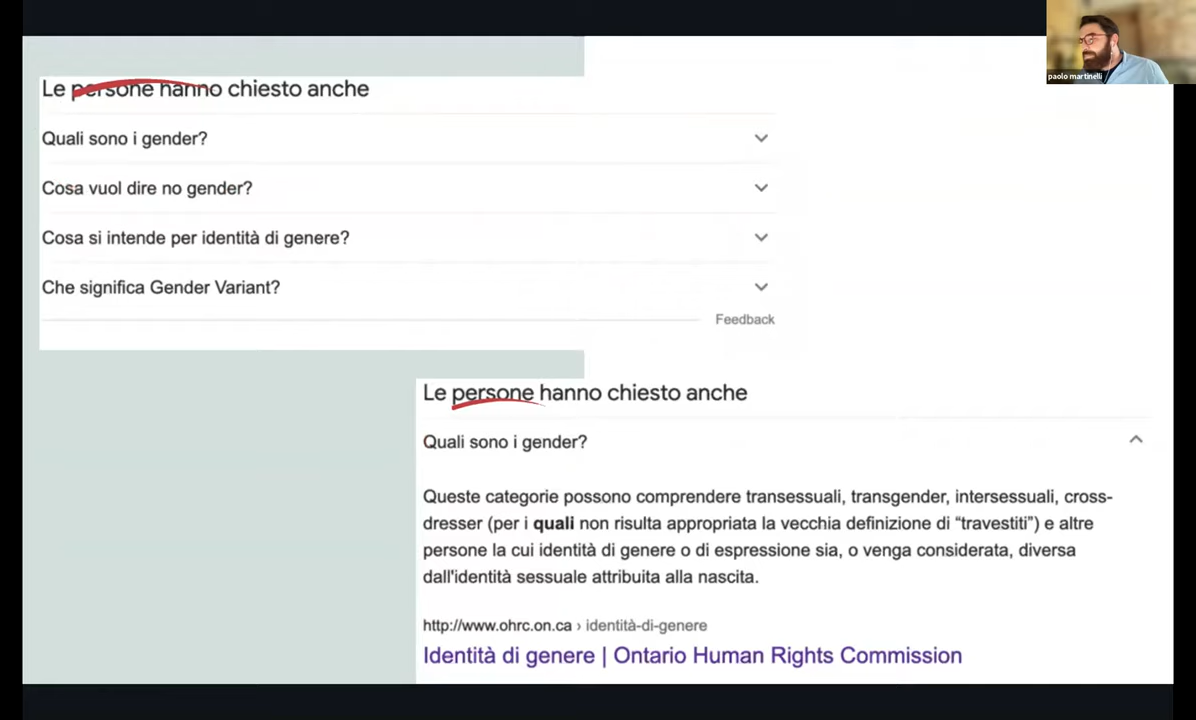 paolo martinelli
Le persone hanno chiesto anche
Quali sono i gender?
Cosa vuol dire no gender?
Cosa si intende per identità di genere?
Che significa Gender Variant?
Feedback
Le persone hanno chiesto anche
Quali sono i gender?
Queste categorie possono comprendere transessuali, transgender, intersessuali, cross-
dresser (per i quali non risulta appropriata la vecchia definizione di “travestiti”) e altre
persone la cui identità di genere o di espressione sia, o venga considerata, diversa
dall'identità sessuale attribuita alla nascita.
http://www.ohrc.on.ca › identità-di-genere
Identità di genere | Ontario Human Rights Commission